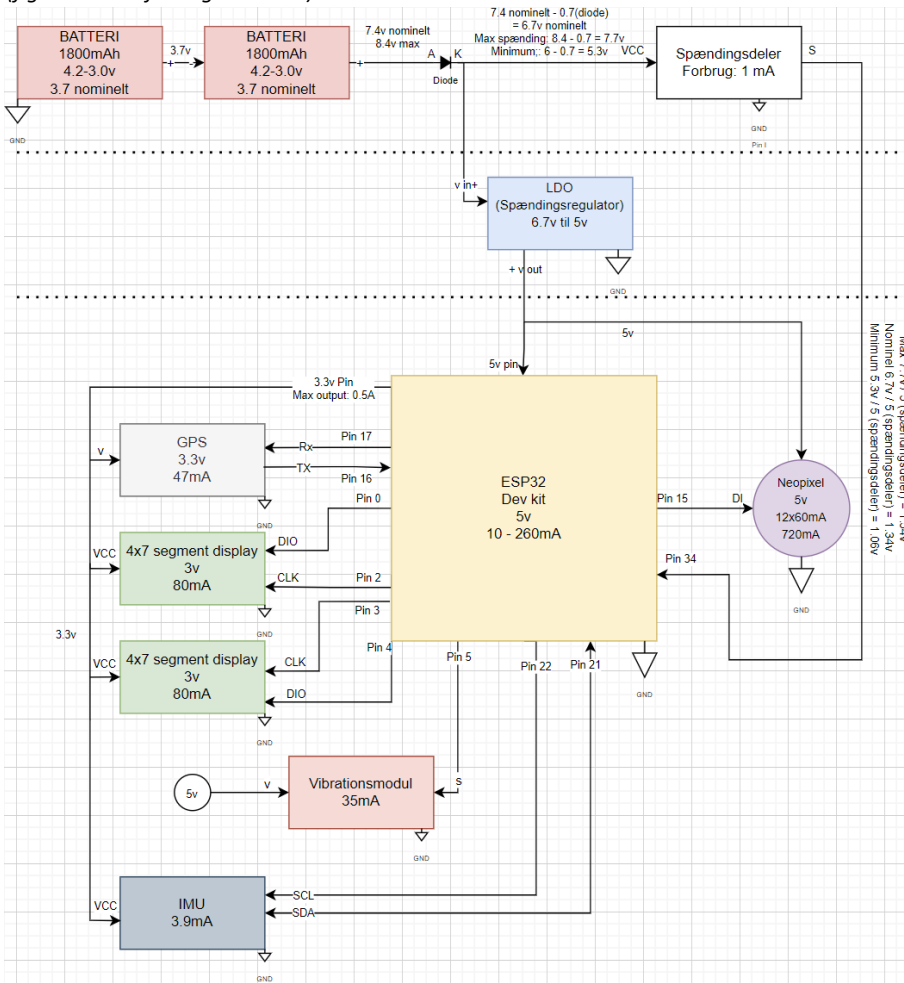 BATTERI
1800mAh
4.2-3.0v
3.7 nominelt
GND
3.7v
+
-
BATTERI
1800mAh
4.2-3.0v
3.7 nominelt
+
7.4v nominelt
8.4v max
A
K
Diode
7.4 nominelt - 0.7(diode)
= 6.7v nominelt
Max spænding: 8.4 - 0.7 = 7.7v
Minimum;: 6 - 0.7 = 5.3v
VCC
Spændingsdeler
Forbrug: 1 mA
S
GND
Pin I
v in+
LDO
(Spændingsregulator)
6.7v til 5v
GND
+ v out
5v
5v pin
3.3v Pin
Max output: 0.5A
GPS
3.3v
47mA
v
Rx
Pin 17
TX
Pin 16
GND
Pin 0
4x7 segment display
3v
80mA
VCC
DIO
CLK
Pin 2
GND
Pin 3
3.3v
4x7 segment display
3v
80mA
VCC
CLK
DIO
Pin 4
GND
ESP32
Dev kit
5v
10 - 260mA
Pin 15
DI
Neopixel
5v
12x60mA
720mA
GND
Pin 34
Nominel 6.7v / 5 (spændingsdeler) = 1.34v
Minimum 5.3v / 5 (spændingsdeler) = 1.06v
Pin 5
Pin 22
Pin 21
GND
5v
v
Vibrationsmodul
35mA
S
GND
VCC
IMU
3.9mA
SCL
SDA
GND